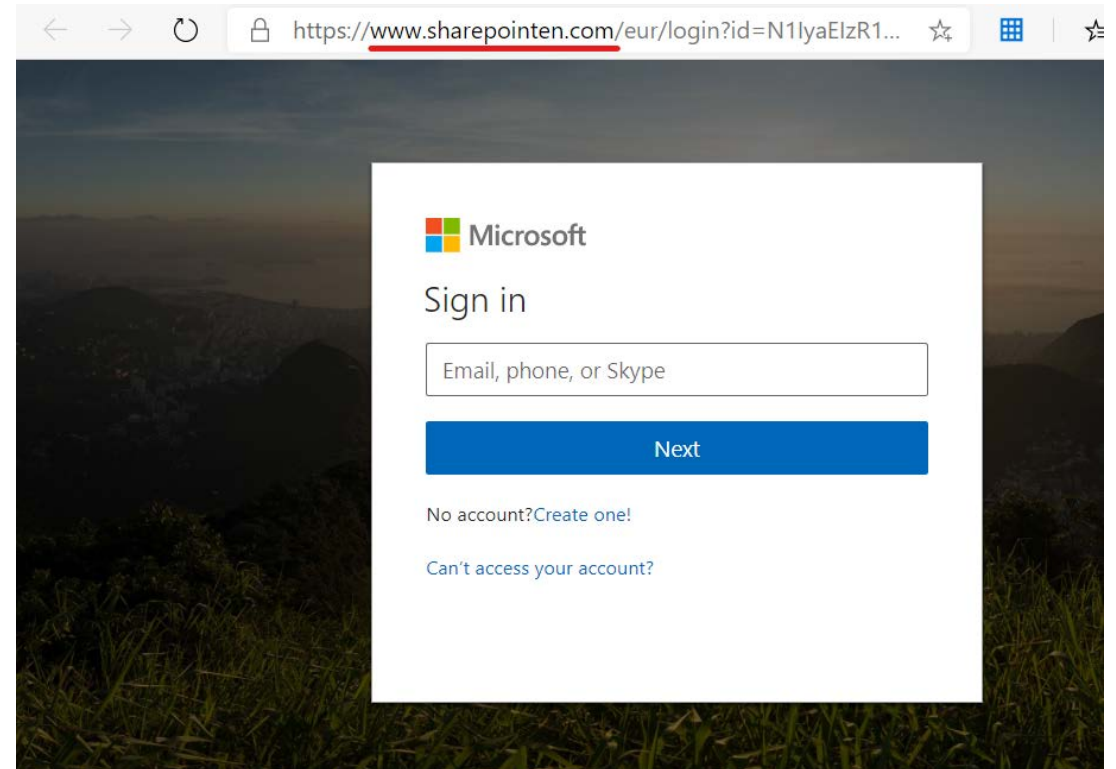 https://www.sharepointen.com/eur/login?id=N1IyaEIzR1...
Microsoft
Sign in
Email, phone, or Skype
Next
No account?Create one!
Can't access your account?